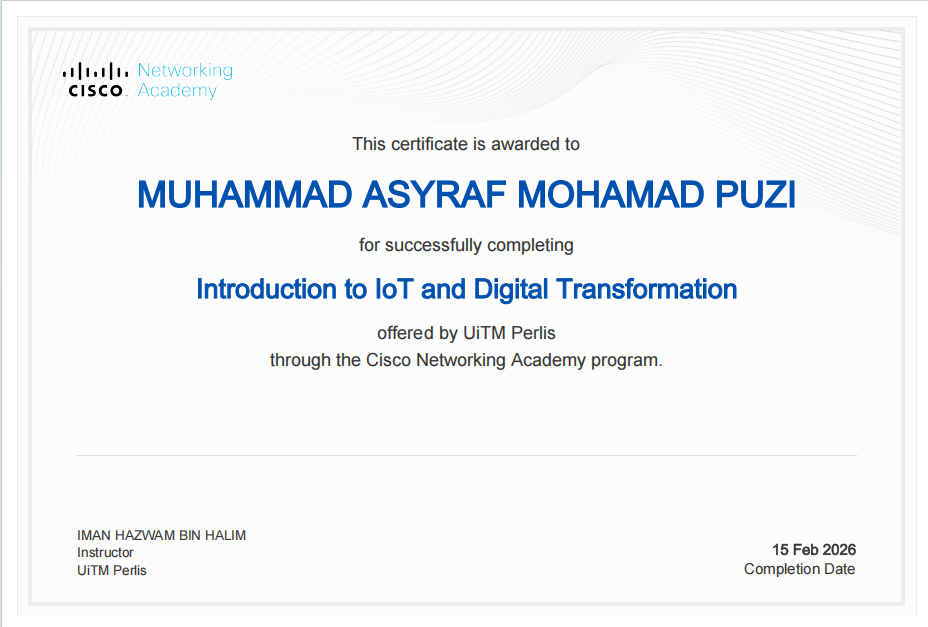 Networking
CISCO. Academy
This certificate is awarded to
MUHAMMAD ASYRAF MOHAMAD PUZI
for successfully completing
Introduction to IoT and Digital Transformation
offered by UiTM Perlis
through the Cisco Networking Academy program.
IMAN HAZWAM BIN HALIM
Instructor
UiTM Perlis
15 Feb 2026
Completion Date